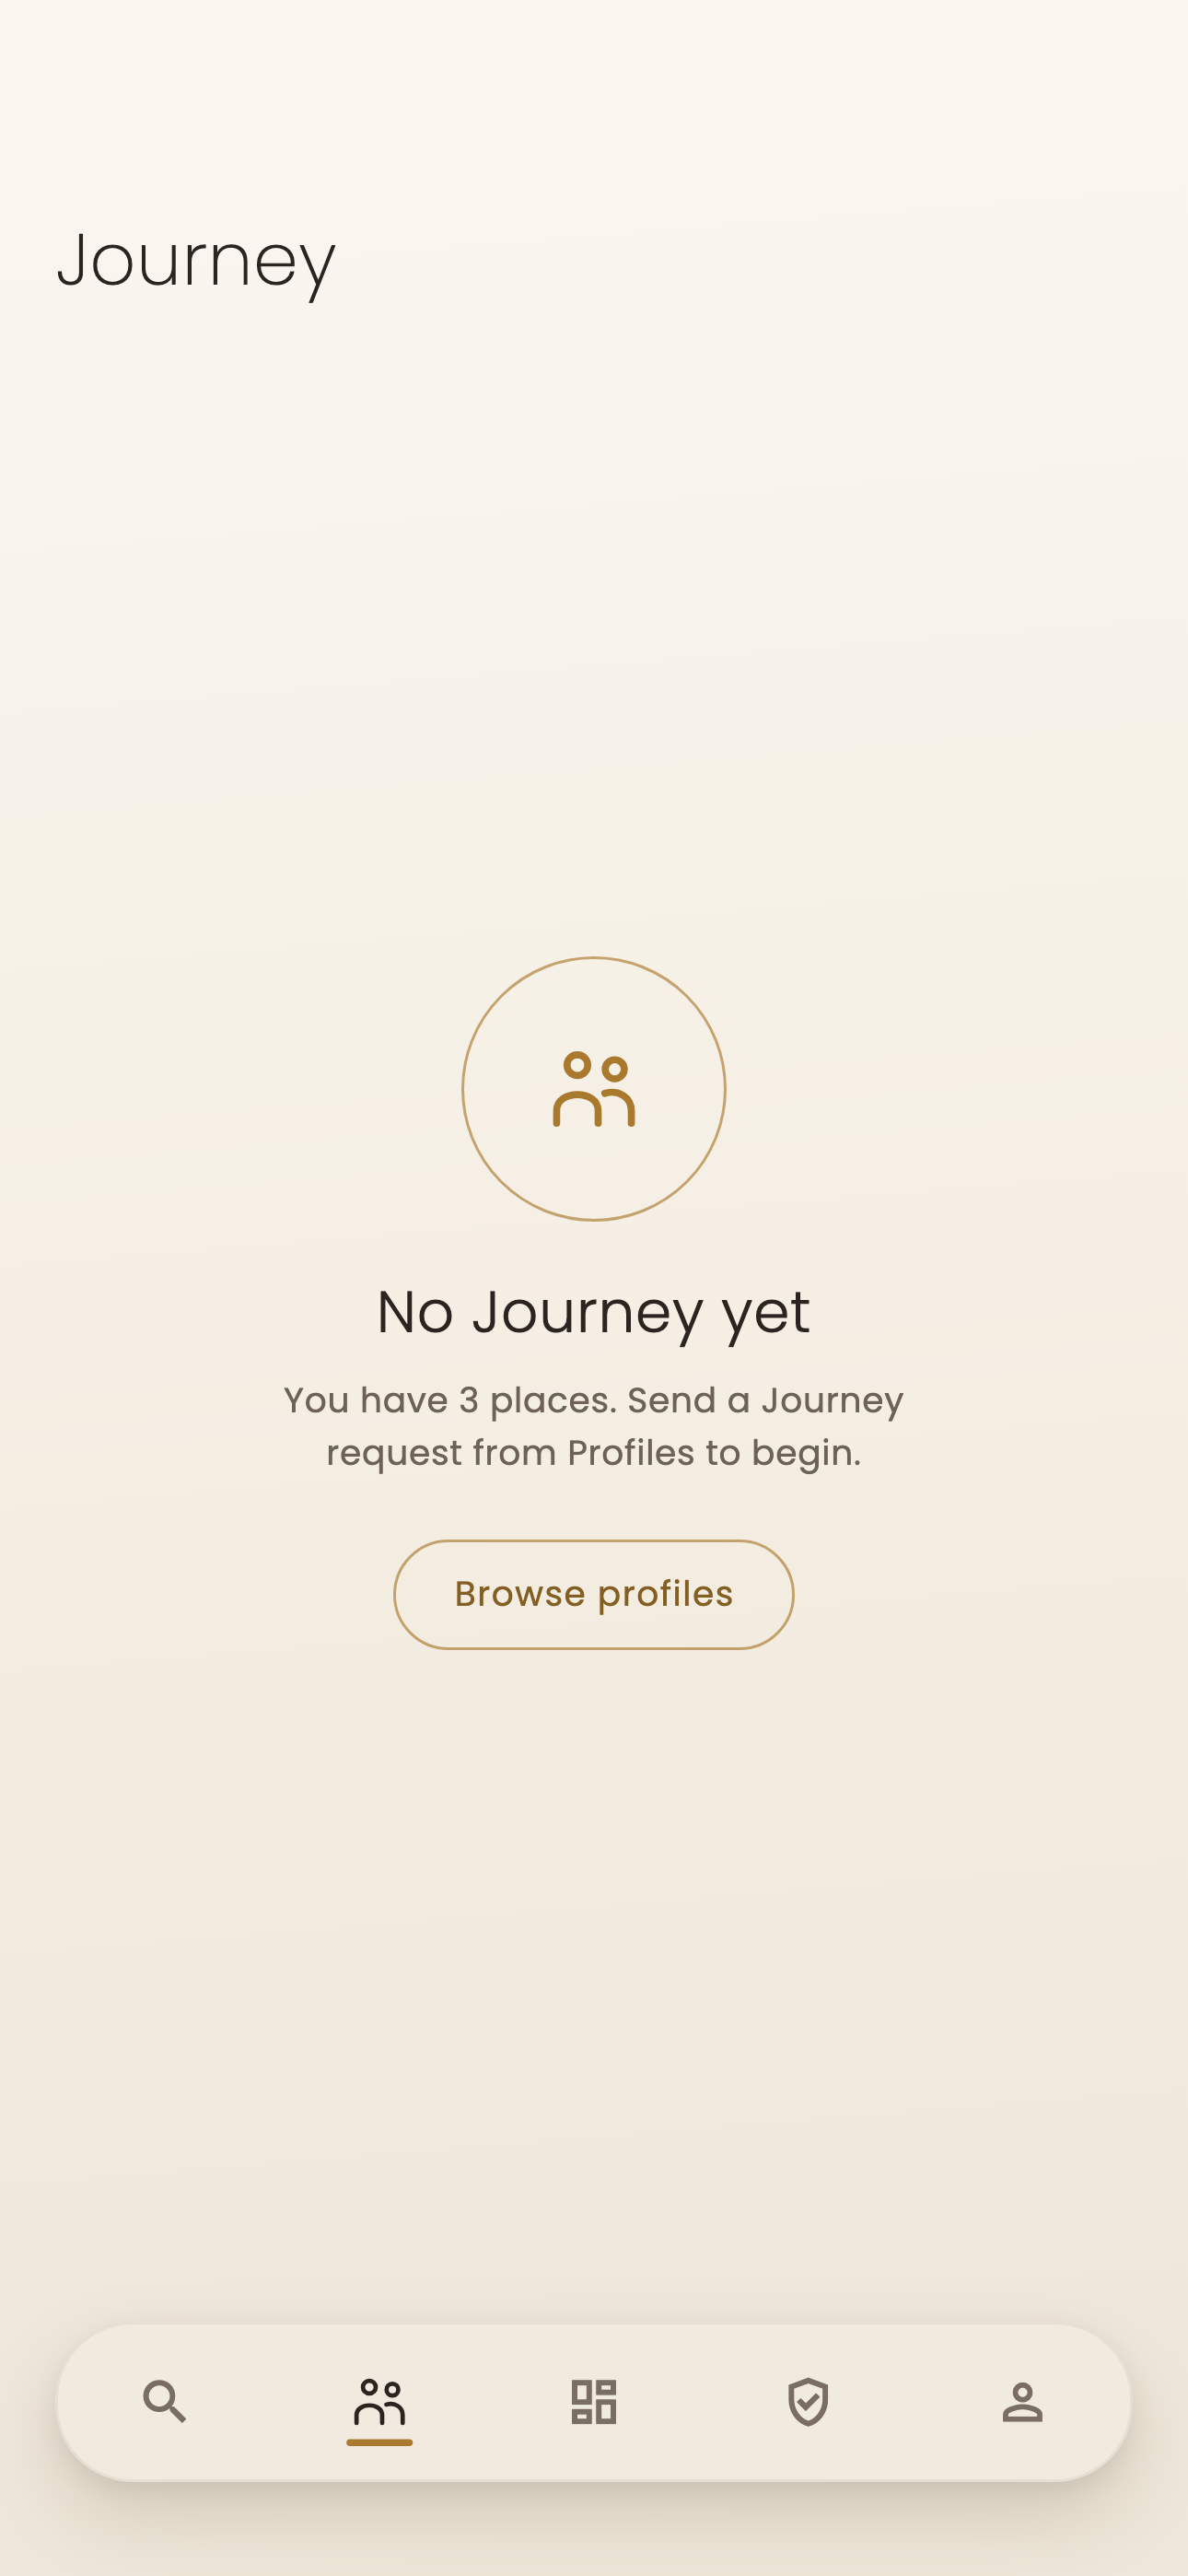 Journey
No Journey yet
You have 3 places. Send a Journey
request from Profiles to begin.
Browse profiles